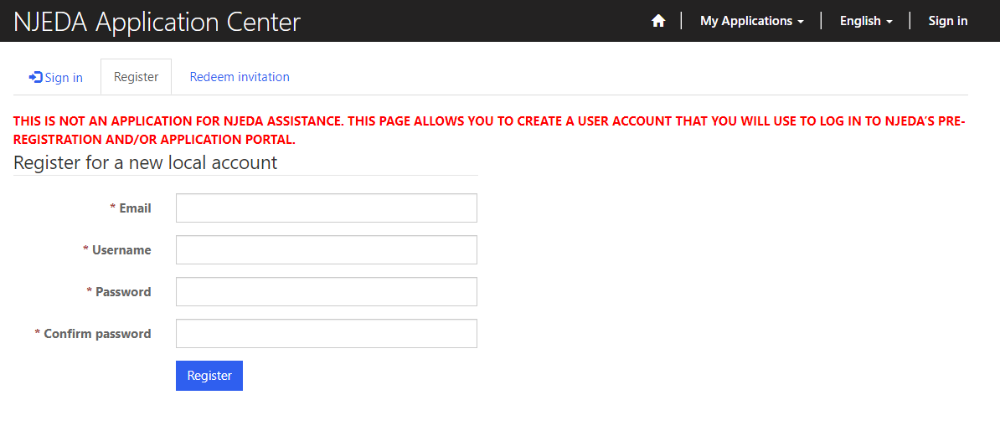 NJEDA Application Center
My Applications
English
Sign in
Sign in
Register
Redeem invitation
THIS IS NOT AN APPLICATION FOR NJEDA ASSISTANCE. THIS PAGE ALLOWS YOU TO CREATE A USER ACCOUNT THAT YOU WILL USE TO LOG IN TO NJEDA’S PRE-
REGISTRATION AND/OR APPLICATION PORTAL.
Register for a new local account
* Email
* Username
* Password
* Confirm password
Register